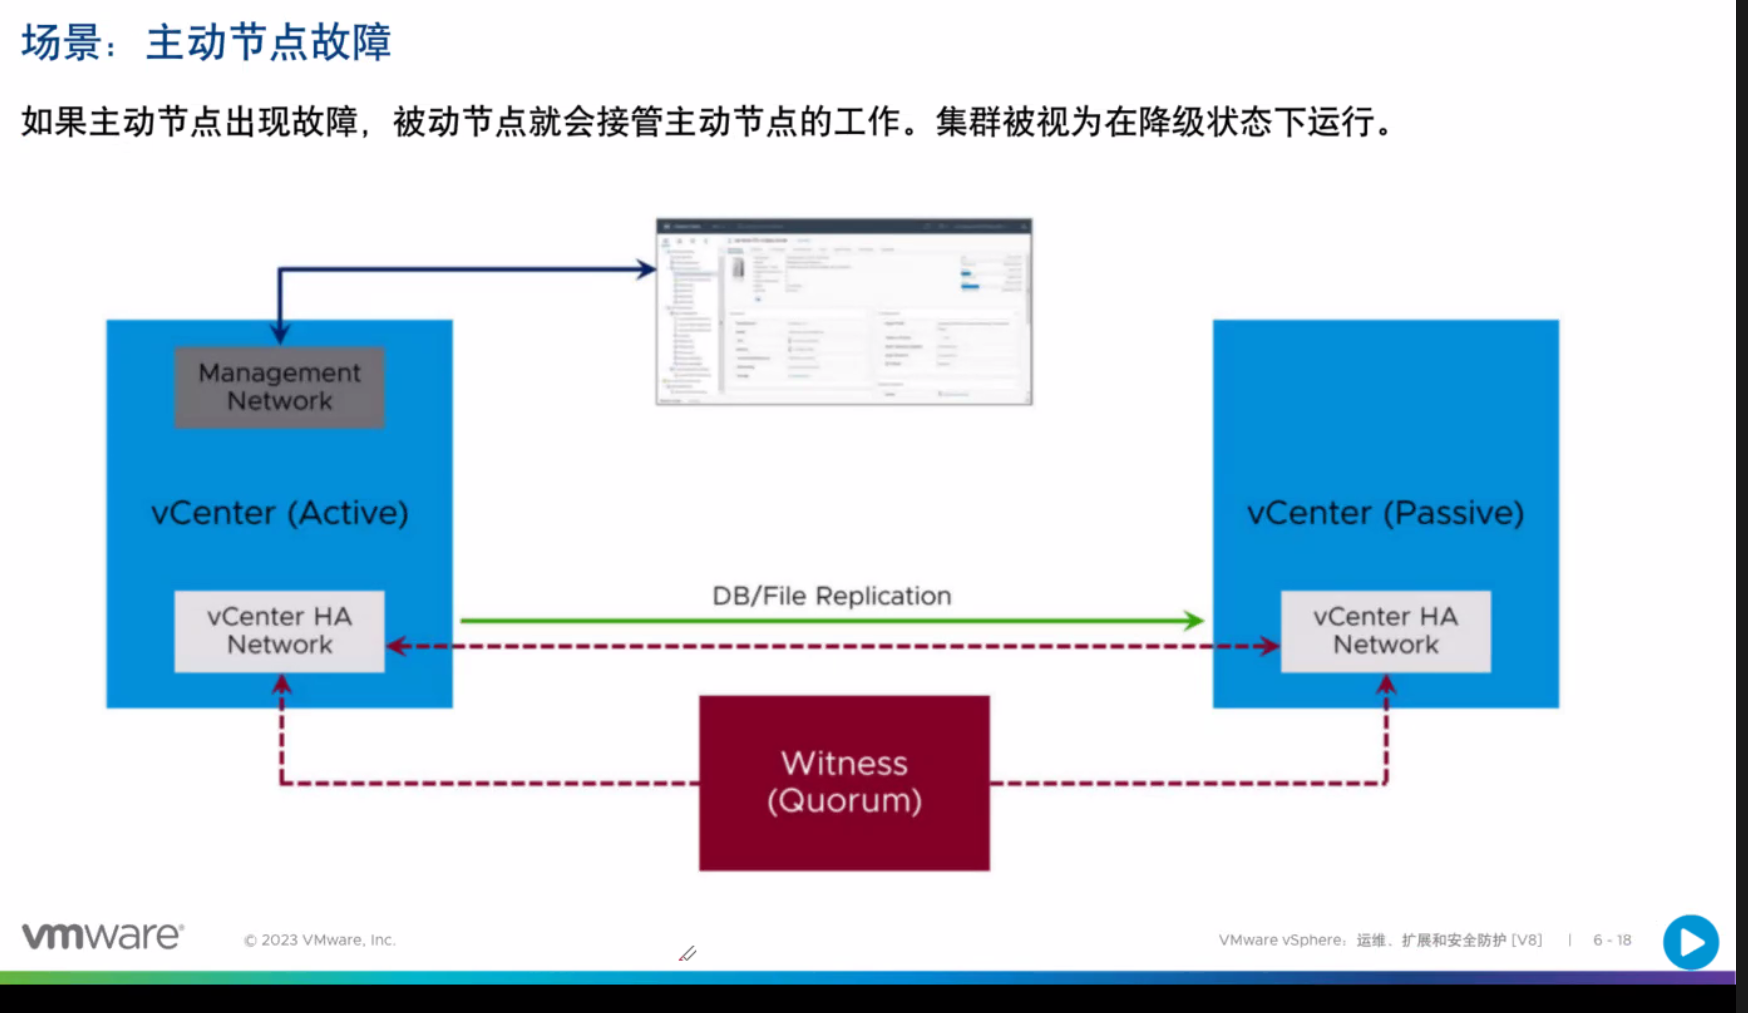 场景：主动节点故障
如果主动节点出现故障，被动节点就会接管主动节点的工作。集群被视为在降级状态下运行。
Management
Network
vCenter (Active)
vCenter (Passive)
DB/File Replication
vCenter HA
Network
vCenter HA
Network
Witness
(Quorum)
vmware®
© 2023 VMware, Inc.
VMware vSphere：运维、扩展和安全防护 [V8] | 6 - 18